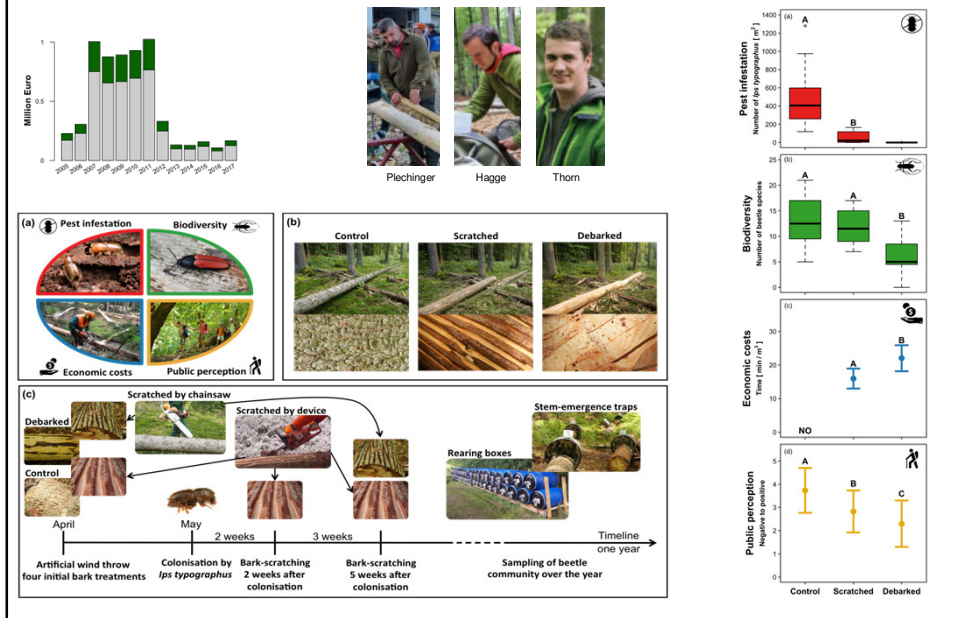 Million Euro
1
0.5
0
2005
2006
2007
2008
2009
2010
2011
2012
2013
2014
2015
2016
2017
Plechinger
Hagge
Thorn
(a)
Pest infestation
Biodiversity
Economic costs
Public perception
(b)
Control
Scratched
Debarked
(c)
Scratched by chainsaw
Debarked
Scratched by device
Control
Stem-emergence traps
Rearing boxes
April
May
2 weeks
3 weeks
Timeline
one year
Artificial wind throw
four initial bark treatments
Colonisation by
Ips typographus
Bark-scratching
2 weeks after
colonisation
Bark-scratching
5 weeks after
colonisation
Sampling of beetle
community over the year
(a)
Pest infestation
Number of Ips typographus [ m² ]
1400
1200
1000
800
600
400
200
0
A
B
(b)
Biodiversity
Number of beetle species
25
20
15
10
5
0
A
A
B
(c)
Economic costs
Time [ min / m³ ]
30
20
10
0
NO
A
B
(d)
Public perception
Negative to positive
5
4
3
2
1
0
A
B
C
Control
Scratched
Debarked